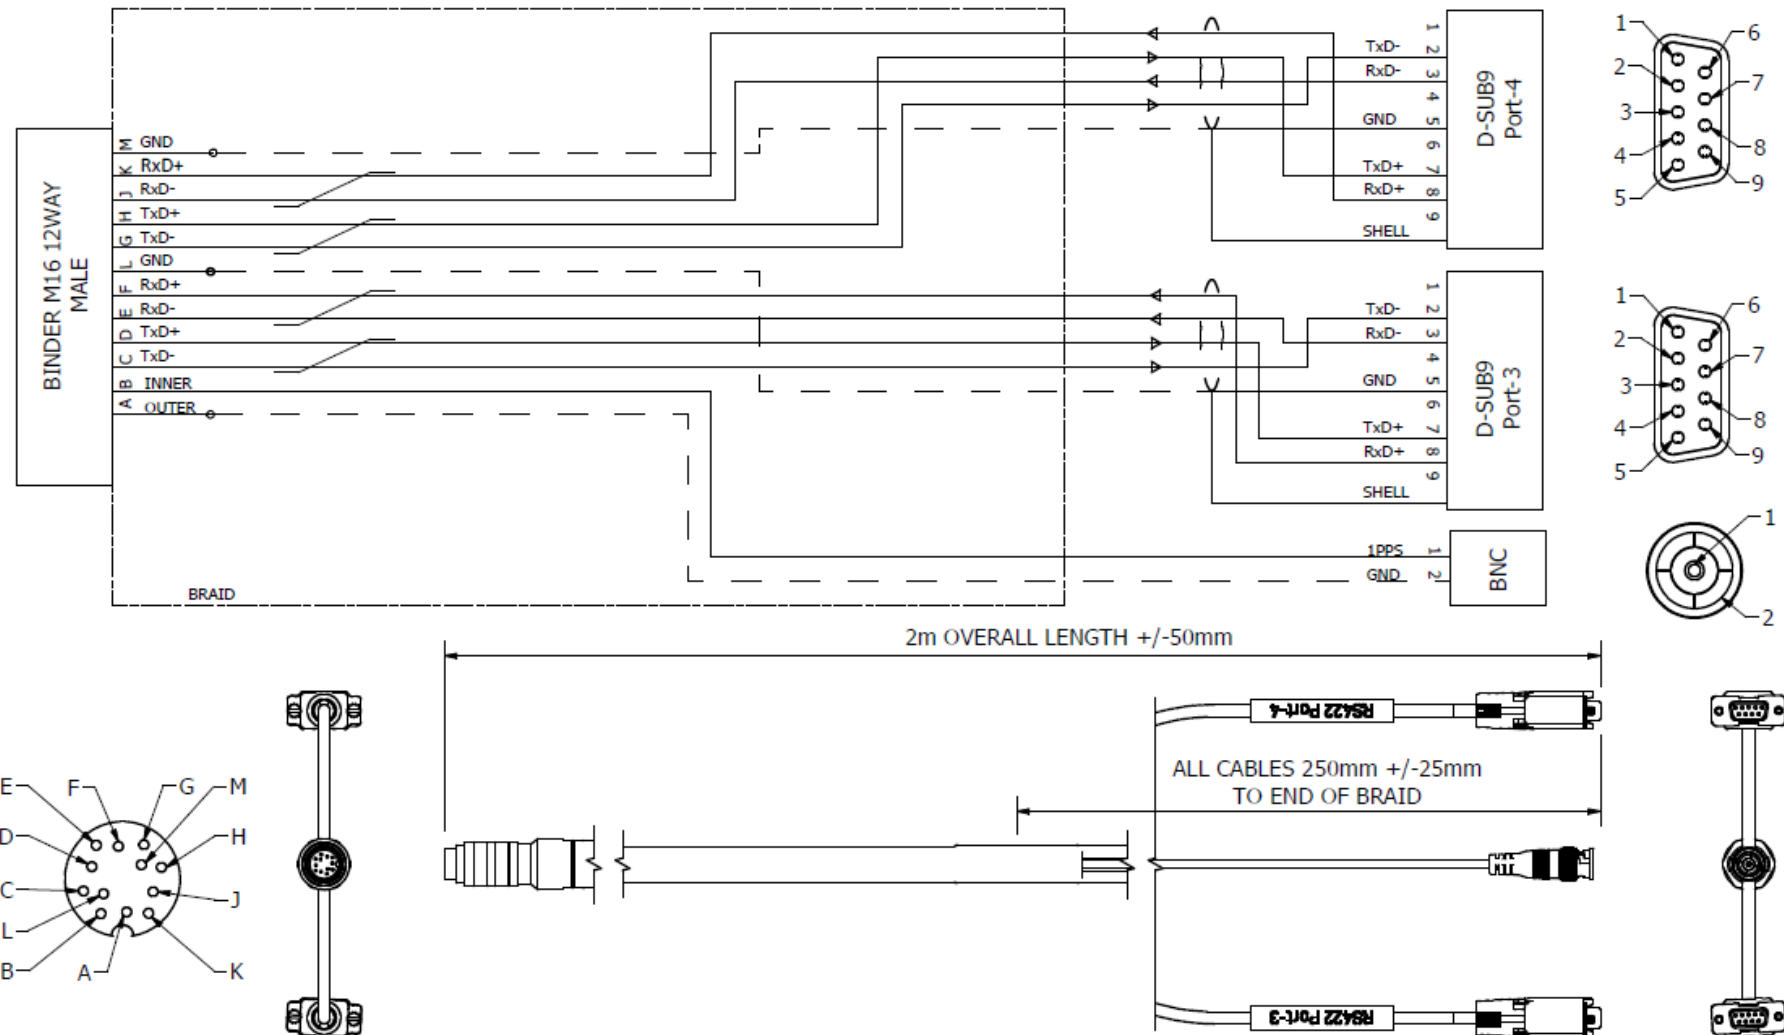 BINDER M16 12WAY
MALE
M GND
K RxD+
J RxD-
H TxD+
G TxD-
L GND
F RxD+
E RxD-
D TxD+
C TxD-
B INNER
A OUTER
BRAID
1
TxD- 2
RxD- 3
4
GND 5
6
TxD+ 7
RxD+ 8
9
SHELL
D-SUB9
Port-4
1
2
3
4
5
6
7
8
9
1
TxD- 2
RxD- 3
4
GND 5
6
TxD+ 7
RxD+ 8
9
SHELL
D-SUB9
Port-3
1
2
3
4
5
6
7
8
9
1PPS 1
GND 2
BNC
1
2
2m OVERALL LENGTH +/-50mm
RS422 Port-4
ALL CABLES 250mm +/-25mm
TO END OF BRAID
RS422 Port-3
E
F
G
M
D
H
C
J
L
B
A
K